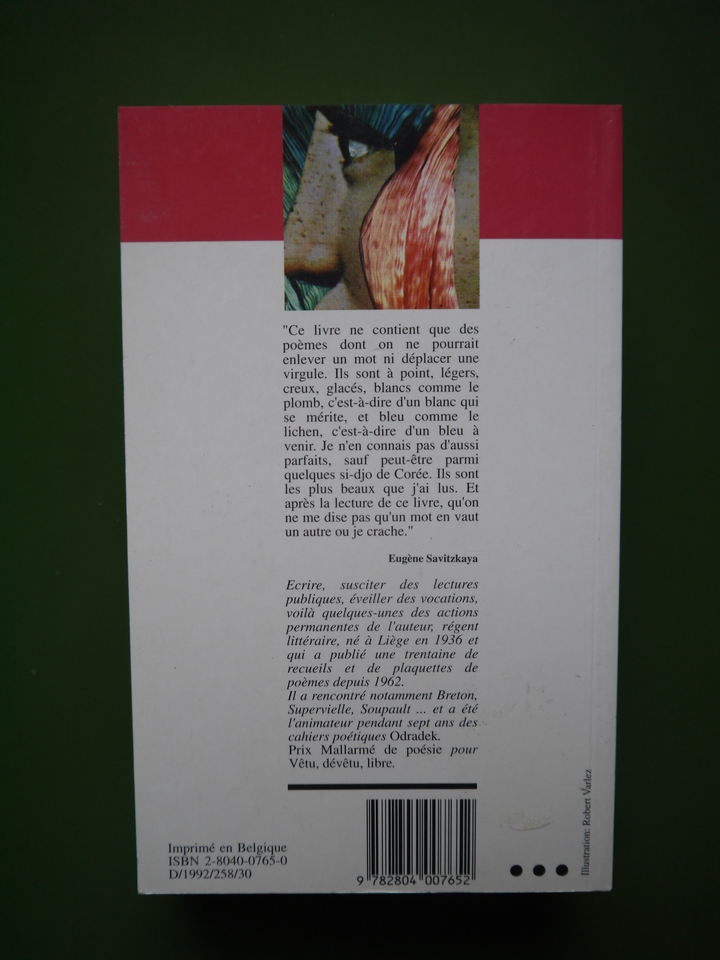 "Ce livre ne contient que des
poèmes dont on ne pourrait
enlever un mot ni déplacer une
virgule. Ils sont à point, légers,
creux, glacés, blancs comme le
plomb, c'est-à-dire d'un blanc qui
se mérite, et bleu comme le
lichen, c'est-à-dire d'un bleu à
venir. Je n'en connais pas d'aussi
parfaits, sauf peut-être parmi
quelques si-djo de Corée. Ils sont
les plus beaux que j'ai lus. Et
après la lecture de ce livre, qu'on
ne me dise pas qu'un mot en vaut
un autre ou je crache."
Eugène Savitzkaya
Ecrire, susciter des lectures
publiques, éveiller des vocations,
voilà quelques-unes des actions
permanentes de l'auteur, régent
littéraire, né à Liège en 1936 et
qui a publié une trentaine de
recueils et de plaquettes de
poèmes depuis 1962.
Il a rencontré notamment Breton,
Supervielle, Soupault ... et a été
l'animateur pendant sept ans des
cahiers poétiques Odradek.
Prix Mallarmé de poésie pour
Vêtu, dévêtu, libre.
Imprimé en Belgique
ISBN 2-8040-0765-0
D/1992/258/30
9 782804 007652
Illustration: Robert Varlez